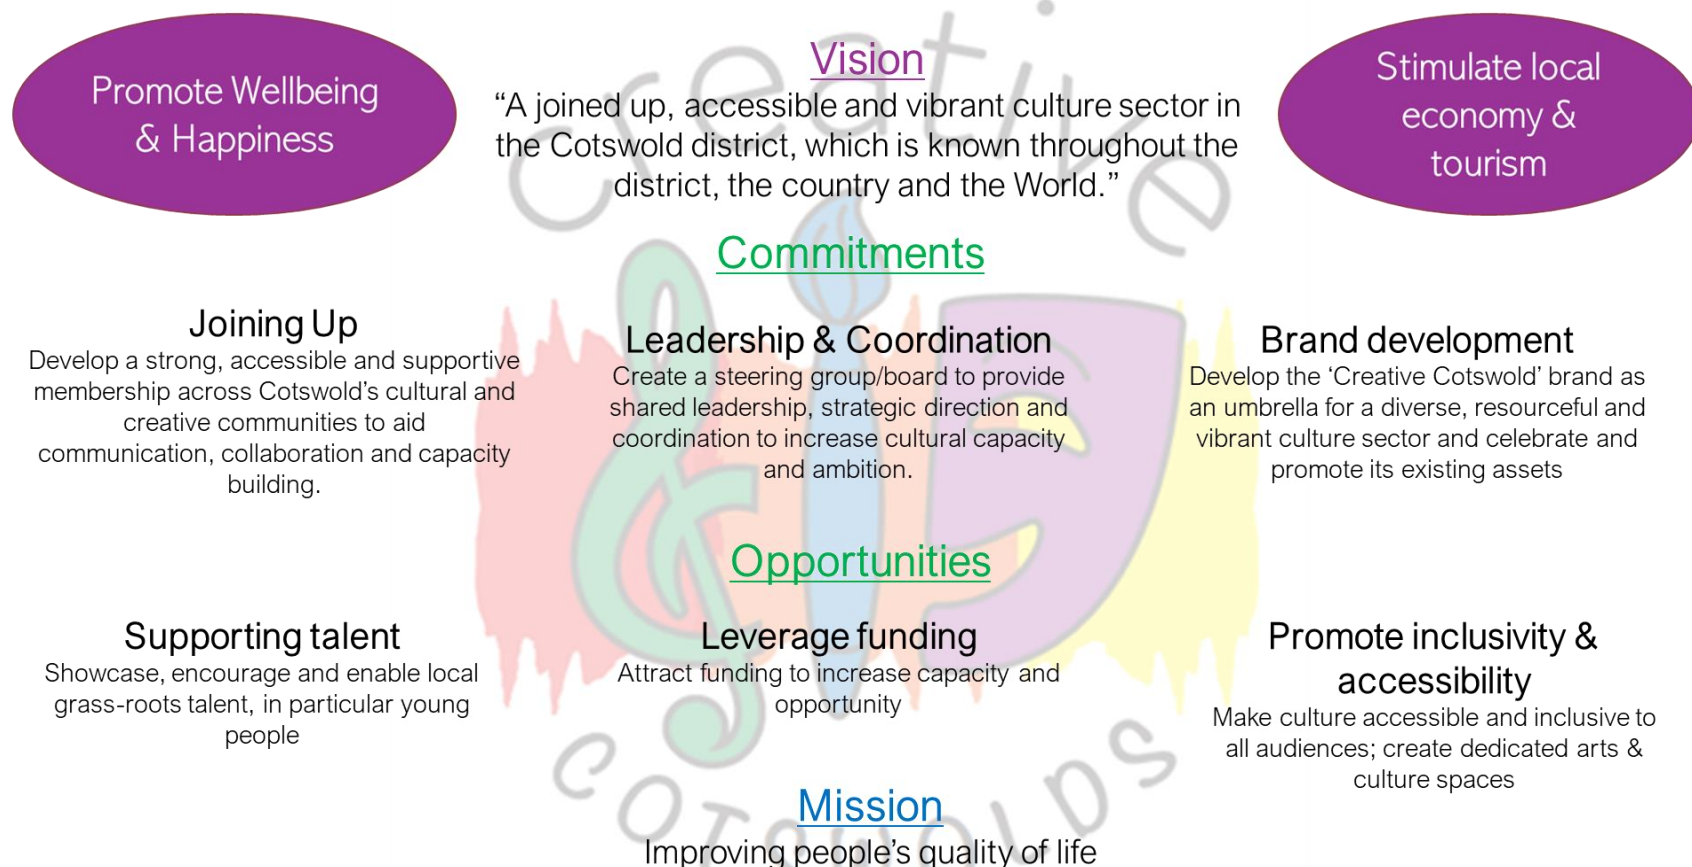 Promote Wellbeing
& Happiness
Vision
“A joined up, accessible and vibrant culture sector in
the Cotswold district, which is known throughout the
district, the country and the World.”
Stimulate local
economy &
tourism
Commitments
Joining Up
Develop a strong, accessible and supportive
membership across Cotswold’s cultural and
creative communities to aid
communication, collaboration and capacity
building.
Leadership & Coordination
Create a steering group/board to provide
shared leadership, strategic direction and
coordination to increase cultural capacity
and ambition.
Brand development
Develop the ‘Creative Cotswold’ brand as
an umbrella for a diverse, resourceful and
vibrant culture sector and celebrate and
promote its existing assets
Opportunities
Supporting talent
Showcase, encourage and enable local
grass-roots talent, in particular young
people
Leverage funding
Attract funding to increase capacity and
opportunity
Promote inclusivity &
accessibility
Make culture accessible and inclusive to
all audiences; create dedicated arts &
culture spaces
Mission
Improving people’s quality of life
creative
cotswolds